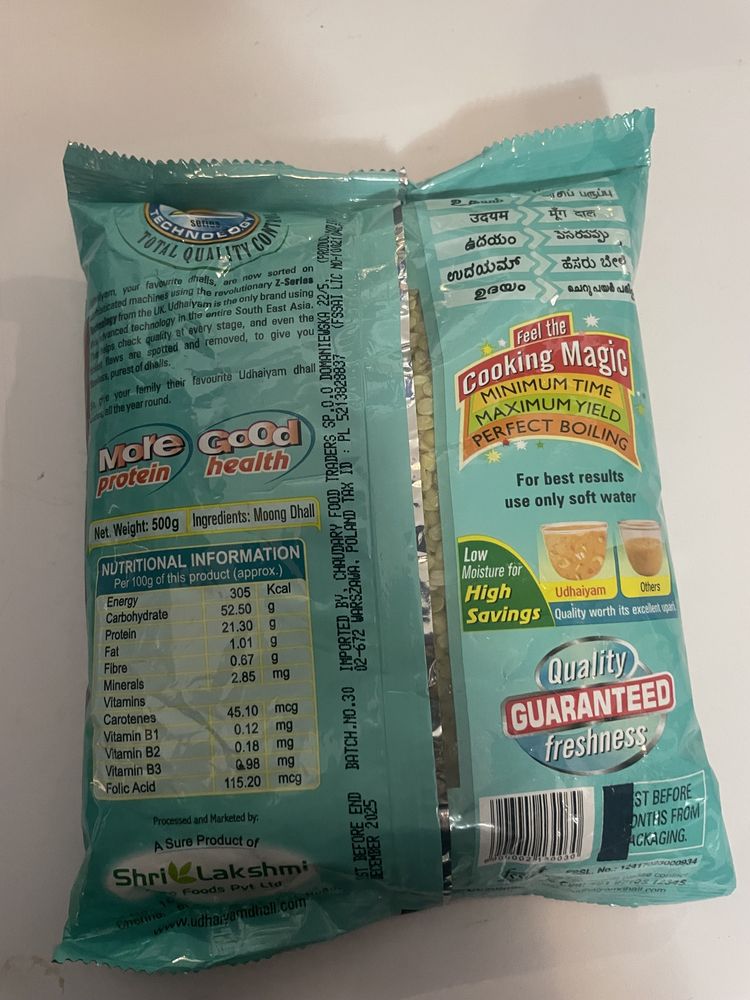 series
TECHNOLOGY
TOTAL QUALITY
your favourite dhalls, are now sorted on
machines using the revolutionary Z-Series
from the UK. Udhaiyam is the only brand using
technology in the entire South East Asia.
check quality at every stage, and even the
flaws are spotted and removed, to give you
purest of dhalls.
your family their favourite Udhaiyam dhall
all the year round.
More protein
GooOd health
Net. Weight: 500g
Ingredients: Moong Dhall
NUTRITIONAL INFORMATION
Per 100g of this product (approx.)
Energy 305 Kcal
Carbohydrate 52.50 g
Protein 21.30 g
Fat 1.01 g
Fibre 0.67 g
Minerals 2.85 mg
Vitamins
Carotenes 45.10 mcg
Vitamin B1 0.12 mg
Vitamin B2 0.18 mg
Vitamin B3 0.98 mg
Folic Acid 115.20 mcg
Processed and Marketed by:
A Sure Product of
Shri Lakshmi
Foods Pvt Ltd
www.udhaiyamdhall.com
IMPORTED BY, CHAUDARY FOOD TRADERS SP.O.O DOMANIEWSKA 22/5
02-672 WARSZAWA. POLAND TAX ID : PL 5213828837
BATCH.NO.30
BEFORE END
2025
उदयम मूँग दाल
ఉదయం పెసరపప్పు
ಉದಯಮ್ ಹೆಸರು ಬೇಳೆ
ഉദയം ചെറുപയർ
Feel the
Cooking Magic
MINIMUM TIME
MAXIMUM YIELD
PERFECT BOILING
For best results
use only soft water
Low
Moisture for
High
Savings
Udhaiyam
Others
Quality worth its excellent
Quality
GUARANTEED
freshness
BEFORE
FROM